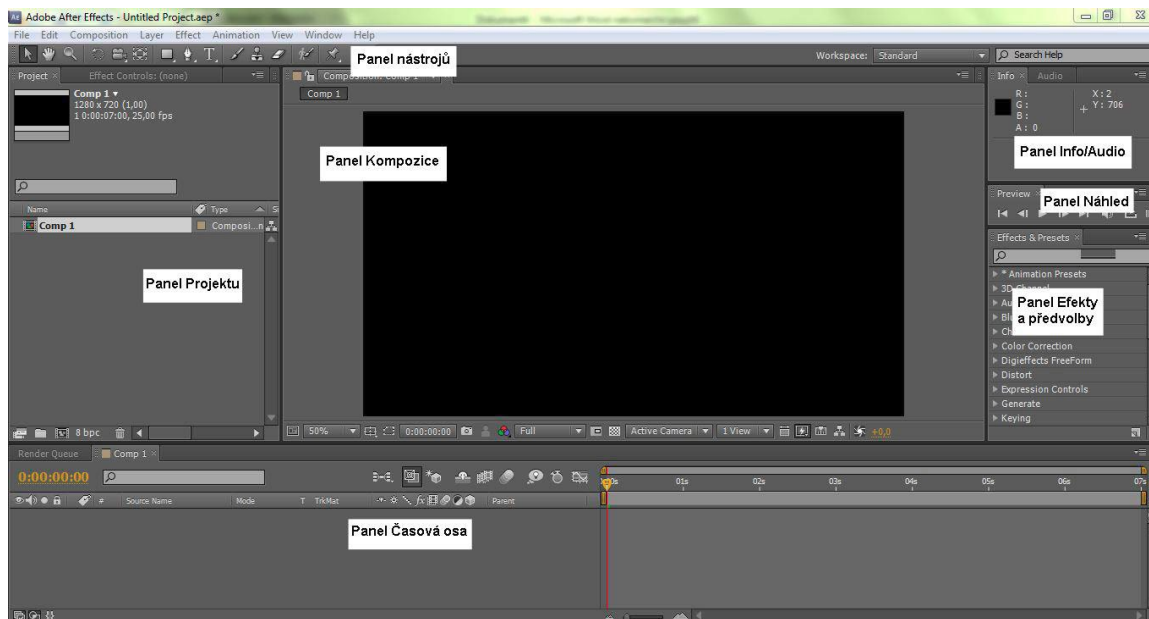 Adobe After Effects - Untitled Project.aep *
File Edit Composition Layer Effect Animation View Window Help
Panel nástrojů
Workspace: Standard
Search Help
Project Effect Controls: (none)
Comp 1
1280 x 720 (1,00)
1 0:00:07:00, 25,00 fps
Comp 1
Info Audio
R:
G:
B:
A: 0
X: 2
Y: 706
Panel Info/Audio
Panel Kompozice
Preview
Panel Náhled
Name Type
Comp 1 Composi...n
Panel Projektu
Effects & Presets
* Animation Presets
Panel Efekty
a předvolby
Color Correction
Digieffects FreeForm
Distort
Expression Controls
Generate
Keying
8 bpc
50% 0:00:00:00 Full Active Camera 1 View +0,0
Render Queue Comp 1
0:00:00:00
01s 02s 03s 04s 05s 06s 07s
# Source Name Mode T TrkMat Parent
Panel Časová osa